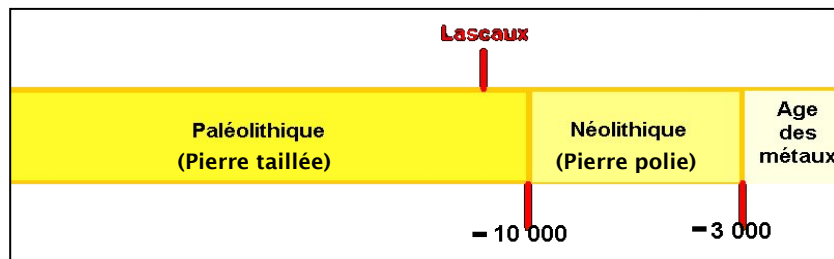 Lascaux
Paléolithique
(Pierre taillée)
Néolithique
(Pierre polie)
Age
des
métaux
– 10 000
– 3 000